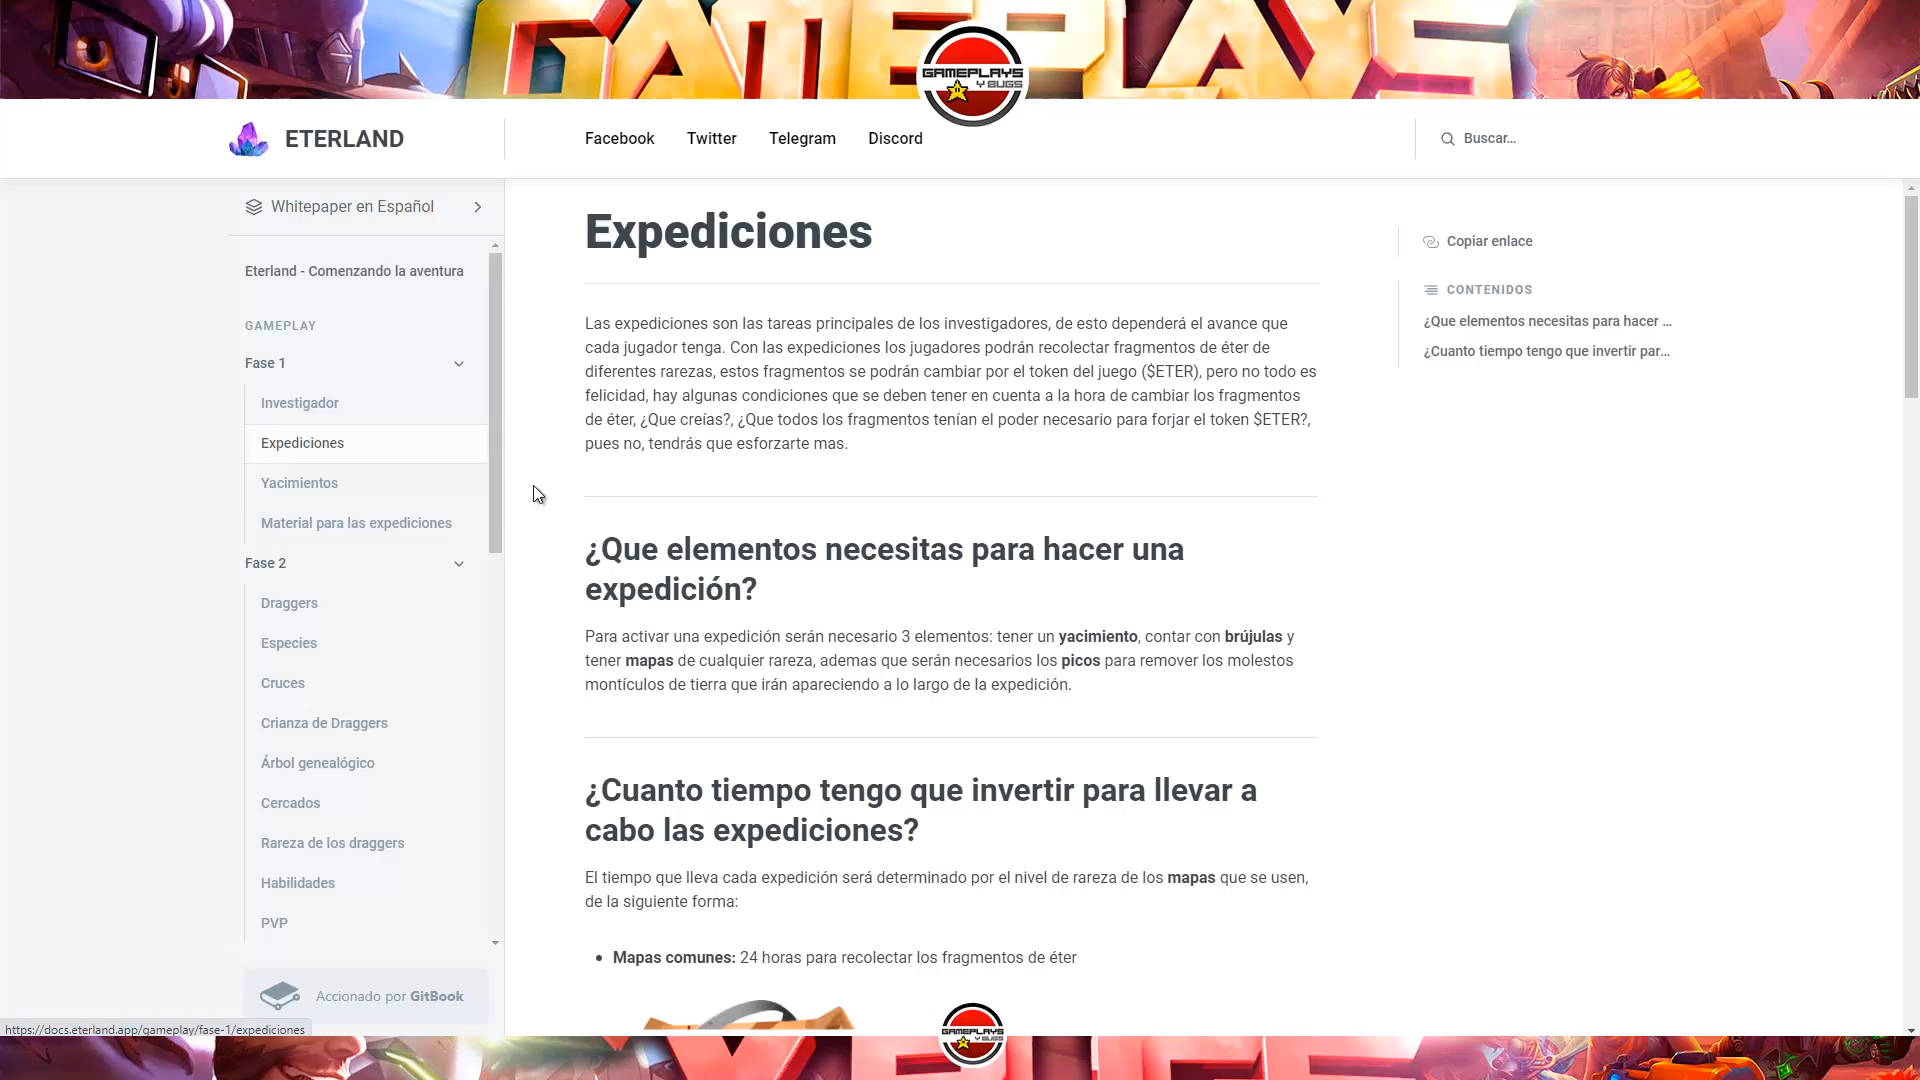 GAMEPLAYS
GAMEPLAYS
Y BUGS
ETERLAND
Facebook Twitter Telegram Discord
Buscar...
Whitepaper en Español
Eterland - Comenzando la aventura
GAMEPLAY
Fase 1
Investigador
Expediciones
Yacimientos
Material para las expediciones
Fase 2
Draggers
Especies
Cruces
Crianza de Draggers
Árbol genealógico
Cercados
Rareza de los draggers
Habilidades
PVP
Accionado por GitBook
https://docs.eterland.app/gameplay/fase-1/expediciones
Expediciones
Las expediciones son las tareas principales de los investigadores, de esto dependerá el avance que
cada jugador tenga. Con las expediciones los jugadores podrán recolectar fragmentos de éter de
diferentes rarezas, estos fragmentos se podrán cambiar por el token del juego ($ETER), pero no todo es
felicidad, hay algunas condiciones que se deben tener en cuenta a la hora de cambiar los fragmentos
de éter, ¿Que creías?, ¿Que todos los fragmentos tenían el poder necesario para forjar el token $ETER?,
pues no, tendrás que esforzarte mas.
¿Que elementos necesitas para hacer una
expedición?
Para activar una expedición serán necesario 3 elementos: tener un yacimiento, contar con brújulas y
tener mapas de cualquier rareza, ademas que serán necesarios los picos para remover los molestos
montículos de tierra que irán apareciendo a lo largo de la expedición.
¿Cuanto tiempo tengo que invertir para llevar a
cabo las expediciones?
El tiempo que lleva cada expedición será determinado por el nivel de rareza de los mapas que se usen,
de la siguiente forma:
• Mapas comunes: 24 horas para recolectar los fragmentos de éter
Copiar enlace
CONTENIDOS
¿Que elementos necesitas para hacer ...
¿Cuanto tiempo tengo que invertir par...
GAMEPLAYS
Y BUGS